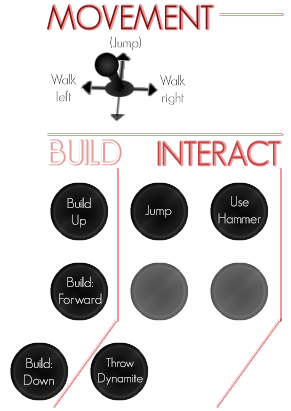 MOVEMENT
(Jump)
Walk
left
Walk
right
BUILD
INTERACT
Build
Up
Jump
Use
Hammer
Build:
Forward
Build:
Down
Throw
Dynamite